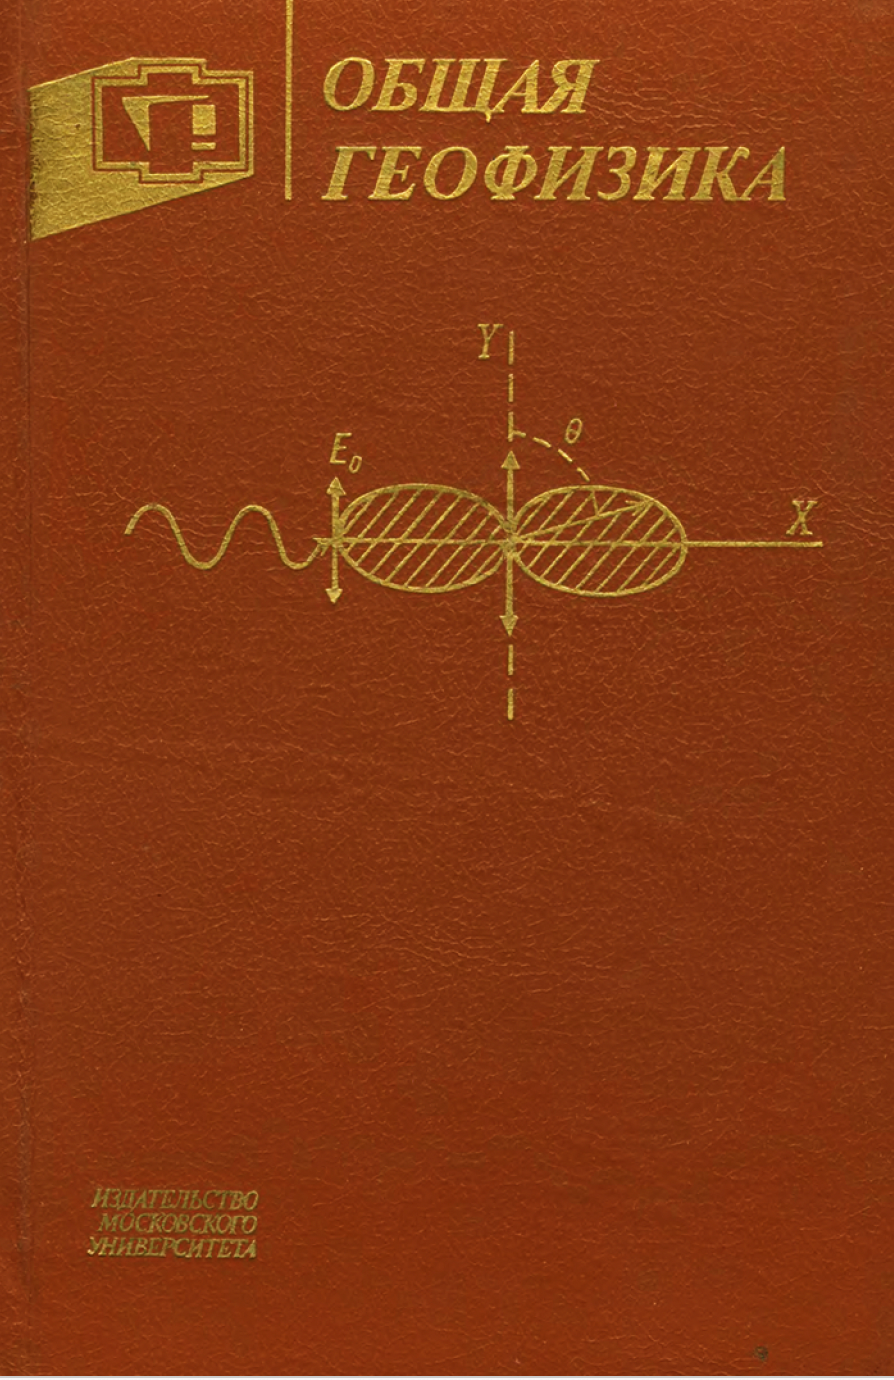 ОБЩАЯ
ГЕОФИЗИКА
Y
θ
E₀
X
ИЗДАТЕЛЬСТВО
МОСКОВСКОГО
УНИВЕРСИТЕТА